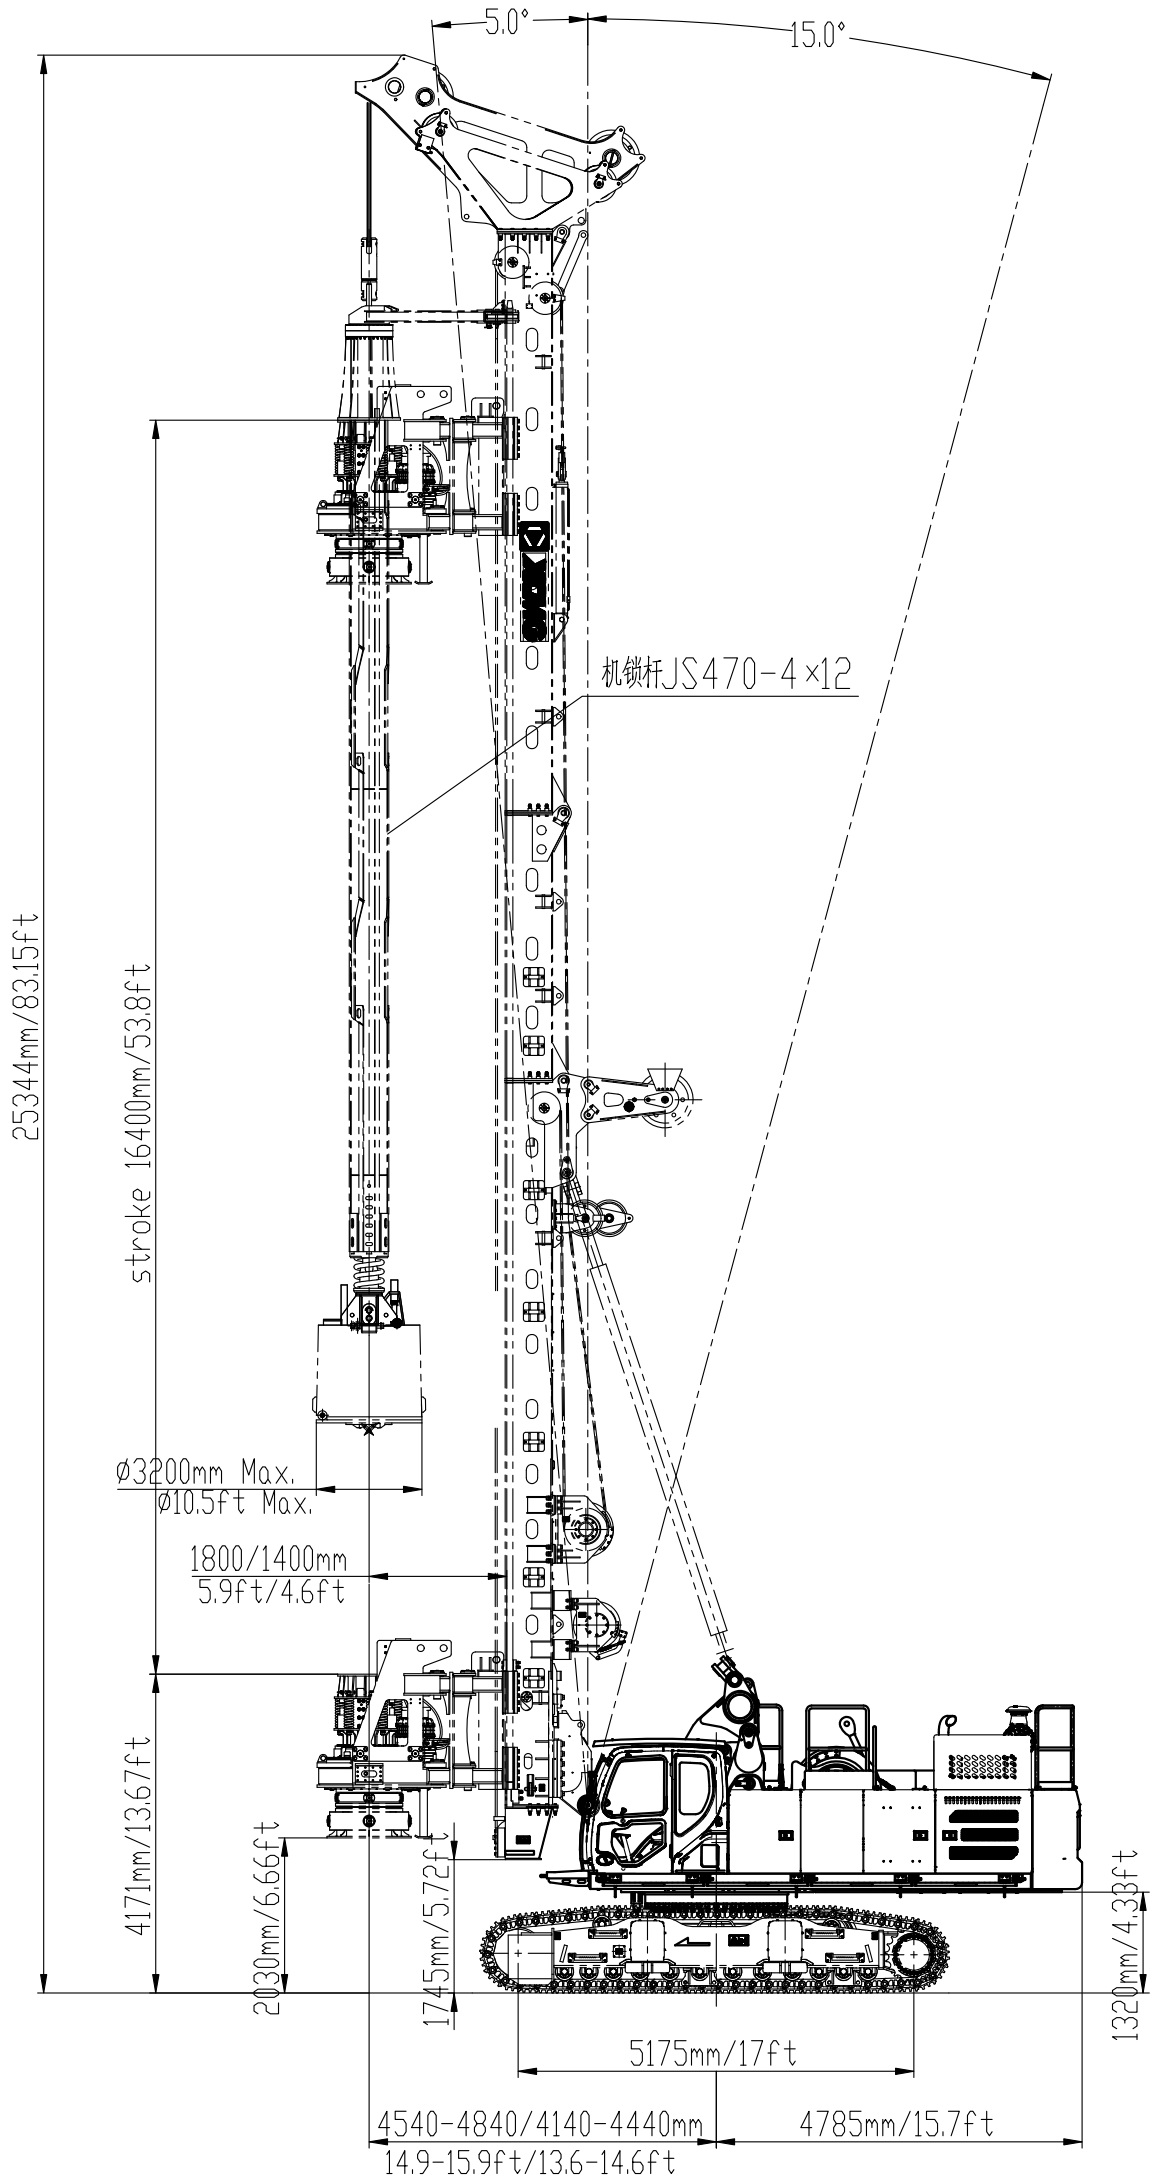 5.0°
15.0°
机锁杆JS470-4×12
25344mm/83.15ft
stroke 16400mm/53.8ft
Ø3200mm Max.
Ø10.5ft Max.
1800/1400mm
5.9ft/4.6ft
4171mm/13.67ft
2030mm/6.66ft
1745mm/5.72ft
1320mm/4.33ft
5175mm/17ft
4540-4840/4140-4440mm
14.9-15.9ft/13.6-14.6ft
4785mm/15.7ft